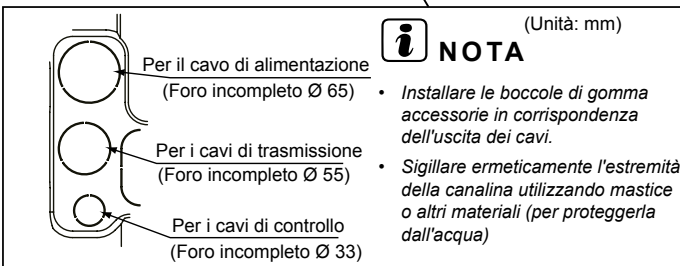 Per il cavo di alimentazione
(Foro incompleto Ø 65)
Per i cavi di trasmissione
(Foro incompleto Ø 55)
Per i cavi di controllo
(Foro incompleto Ø 33)
(Unità: mm)
i NOTA
• Installare le boccole di gomma
accessorie in corrispondenza
dell'uscita dei cavi.
• Sigillare ermeticamente l'estremità
della canalina utilizzando mastice
o altri materiali (per proteggerla
dall'acqua)